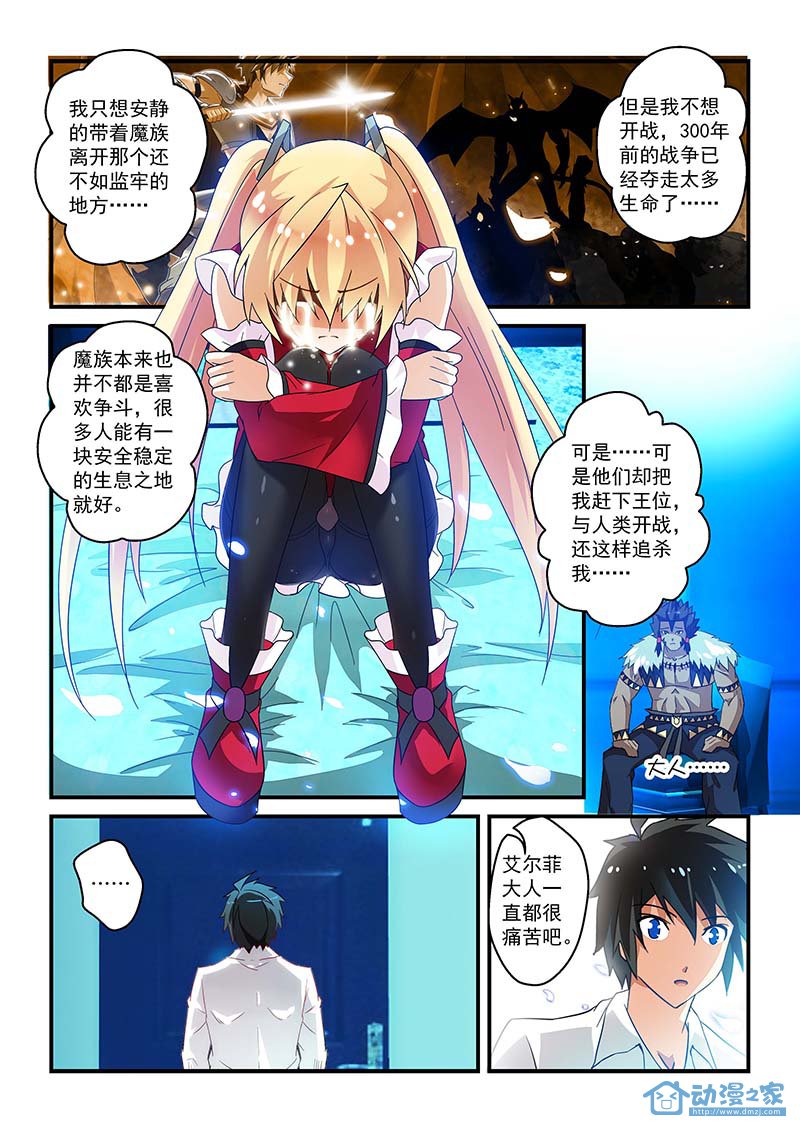 但是我不想
开战，300年
前的战争已
经夺走太多
生命了……
我只想安静
的带着魔族
离开那个还
不如监牢的
地方……
魔族本来也
并不都是喜
欢争斗，很
多人能有一
块安全稳定
的生息之地
就好。
可是……可
是他们却把
我赶下王位，
与人类开战，
还这样追杀
我……
大人……
……
艾尔菲
大人一
直都很
痛苦吧。
动漫之家
http://www.dmzj.com